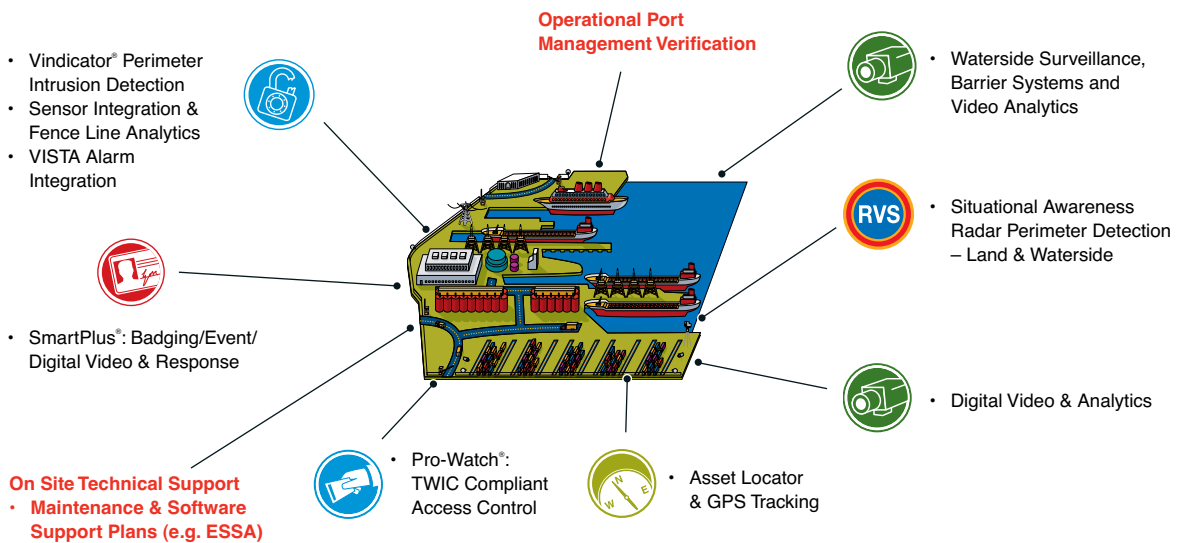 Operational Port
Management Verification
• Vindicator® Perimeter
Intrusion Detection
• Sensor Integration &
Fence Line Analytics
• VISTA Alarm
Integration
• Waterside Surveillance,
Barrier Systems and
Video Analytics
RVS
• Situational Awareness
Radar Perimeter Detection
– Land & Waterside
• SmartPlus®: Badging/Event/
Digital Video & Response
• Digital Video & Analytics
On Site Technical Support
• Maintenance & Software
Support Plans (e.g. ESSA)
• Pro-Watch®:
TWIC Compliant
Access Control
N
E
W
• Asset Locator
& GPS Tracking